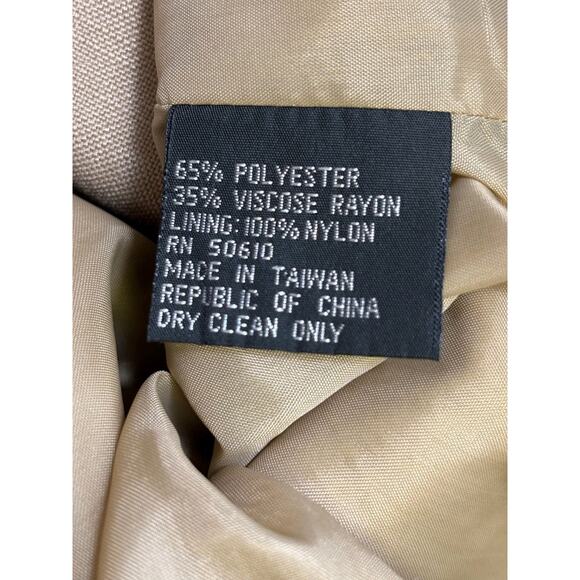 65% POLYESTER
35% VISCOSE RAYON
LINING:100% NYLON
RN 50610
MADE IN TAIWAN
REPUBLIC OF CHINA
DRY CLEAN ONLY